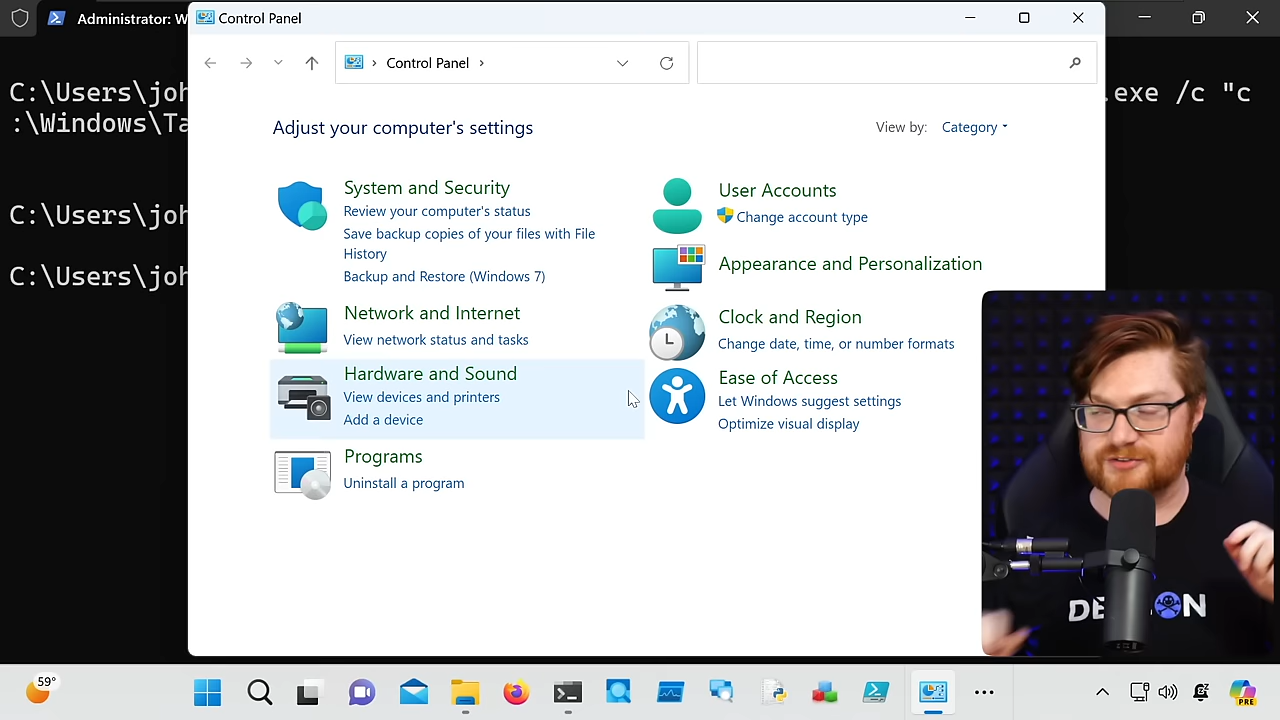 Administrator: W
Control Panel
Control Panel
C:\Users\joh
.exe /c "c
:\Windows\Ta
Adjust your computer's settings
View by: Category
System and Security
Review your computer's status
Save backup copies of your files with File
History
Backup and Restore (Windows 7)
User Accounts
Change account type
C:\Users\joh
Appearance and Personalization
C:\Users\joh
Network and Internet
View network status and tasks
Clock and Region
Change date, time, or number formats
Hardware and Sound
View devices and printers
Add a device
Ease of Access
Let Windows suggest settings
Optimize visual display
Programs
Uninstall a program
59°
PRE